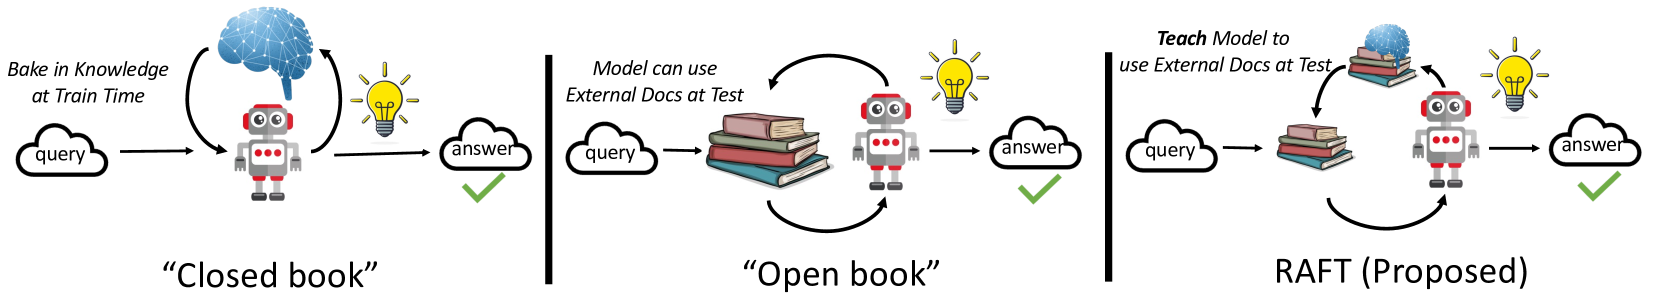 Bake in Knowledge
at Train Time
query
answer
“Closed book”
Model can use
External Docs at Test
query
answer
“Open book”
Teach Model to
use External Docs at Test
query
answer
RAFT (Proposed)